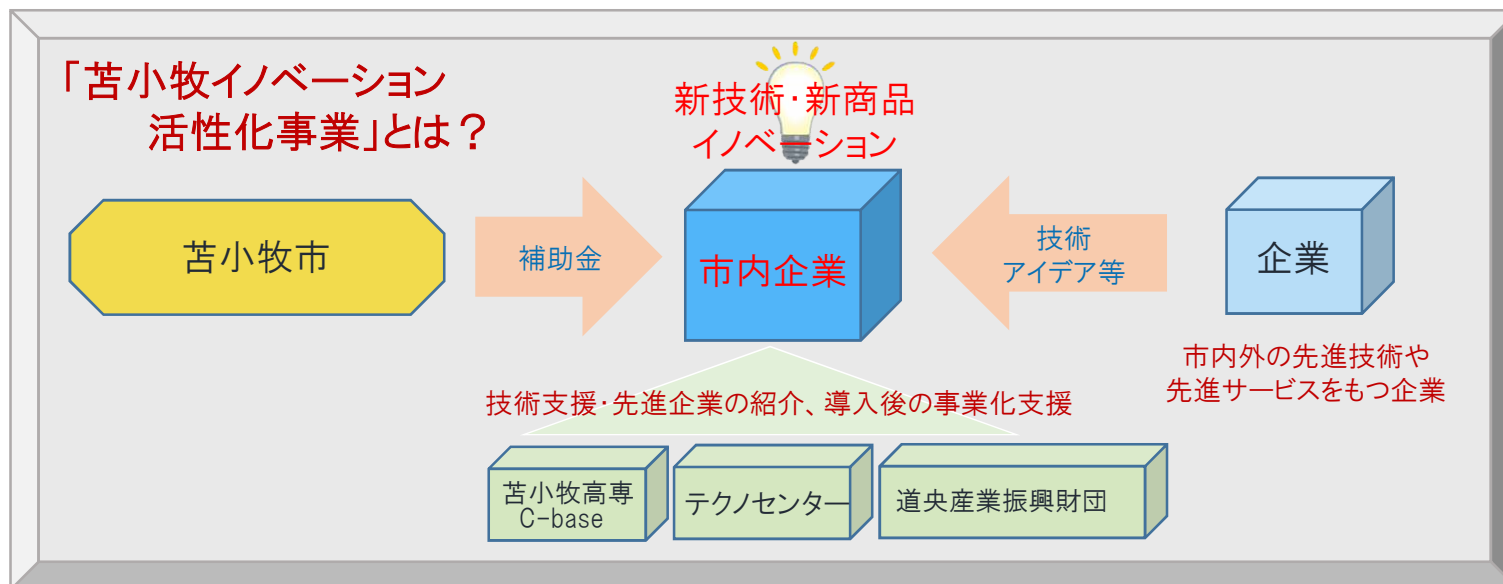 「苫小牧イノベーション
活性化事業」とは？
新技術・新商品
イノベーション
苫小牧市
補助金
市内企業
技術
アイデア等
企業
市内外の先進技術や
先進サービスをもつ企業
技術支援・先進企業の紹介、導入後の事業化支援
苫小牧高専
C-base
テクノセンター
道央産業振興財団